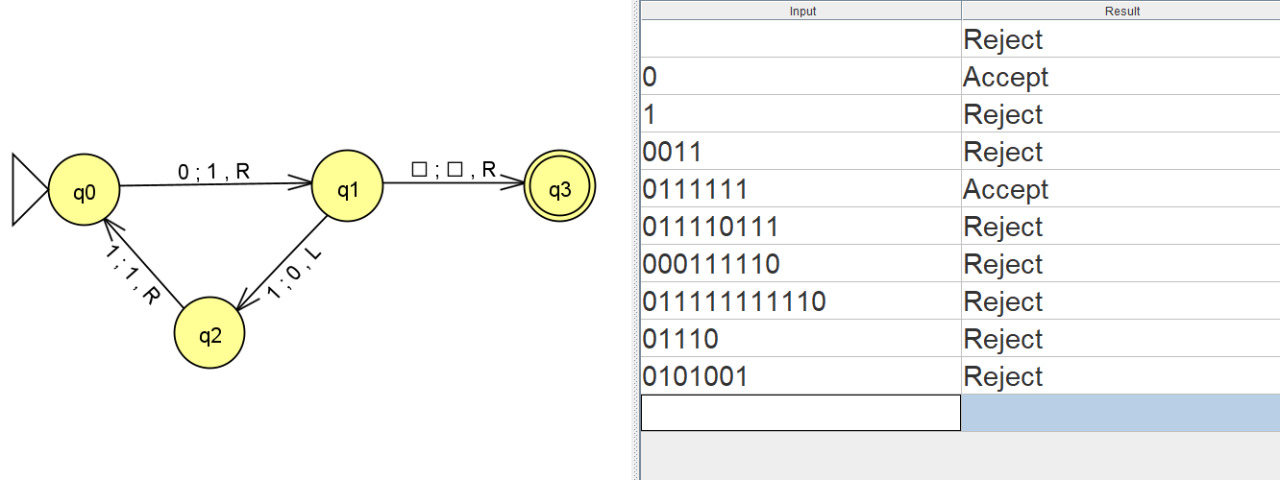 q0
0 ; 1 , R
q1
□ ; □ , R
q3
1 ; 1 , R
1 ; 0 , L
q2
Input Result
Reject
0 Accept
1 Reject
0011 Reject
0111111 Accept
011110111 Reject
000111110 Reject
011111111110 Reject
01110 Reject
0101001 Reject